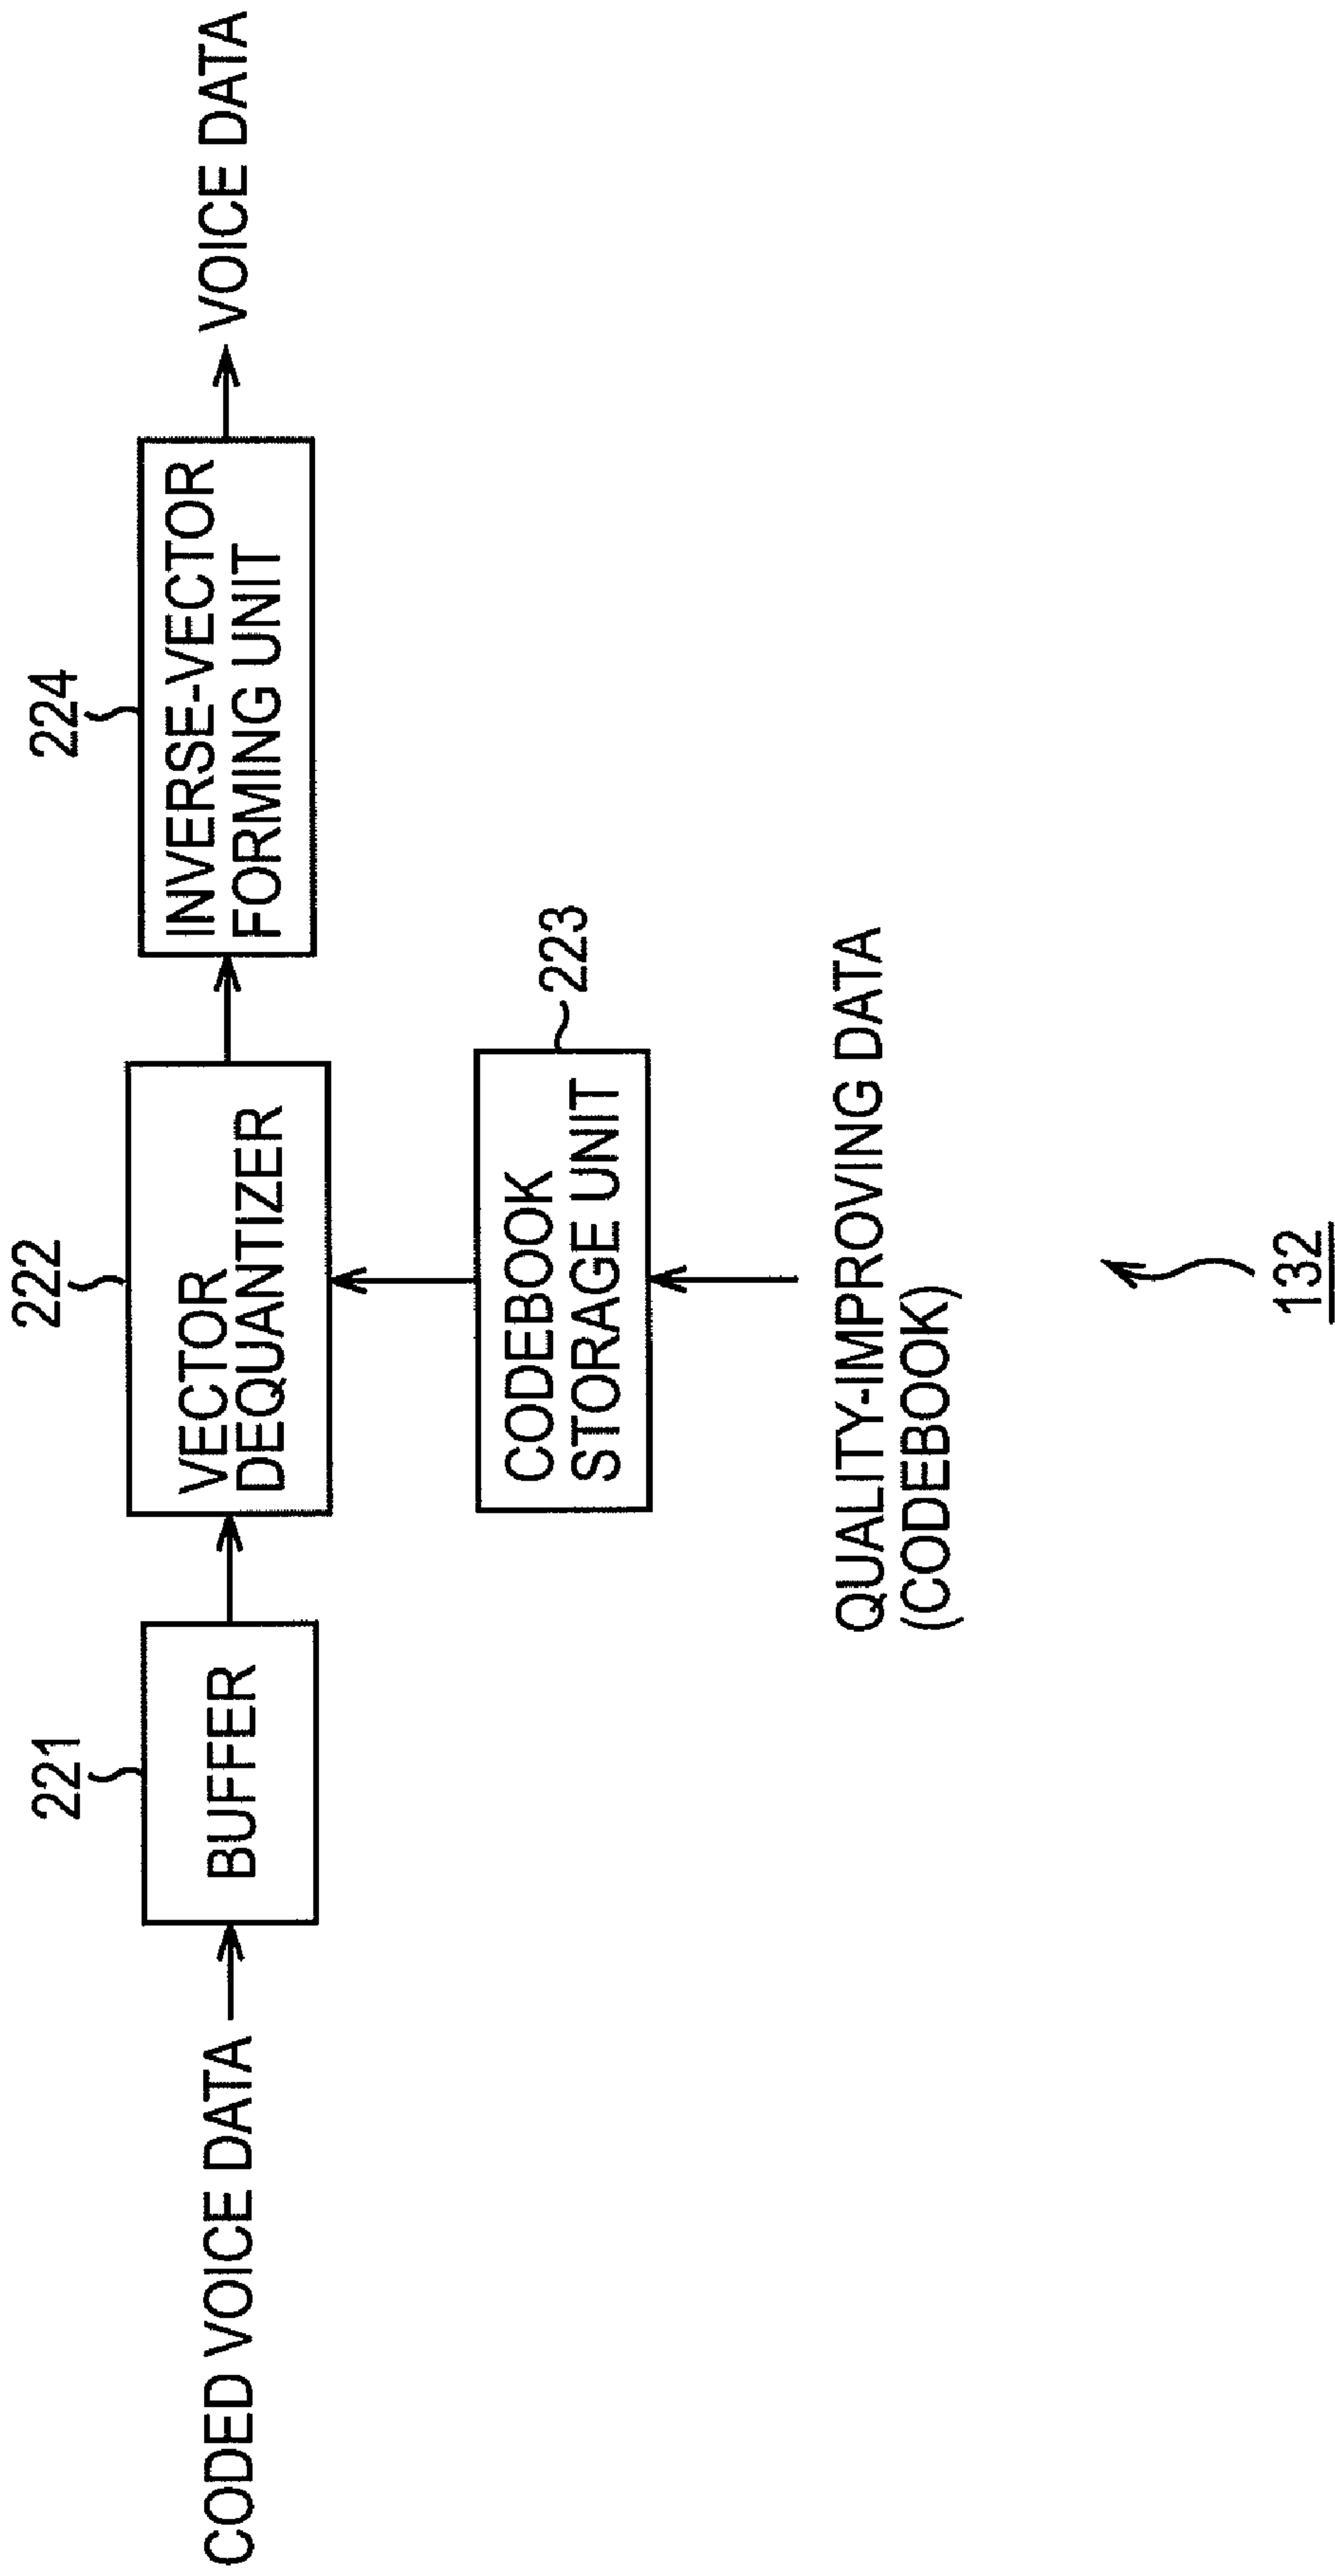 221
222
224
CODED VOICE DATA
BUFFER
VECTOR
DEQUANTIZER
INVERSE-VECTOR
FORMING UNIT
VOICE DATA
CODEBOOK
STORAGE UNIT
223
QUALITY-IMPROVING DATA
(CODEBOOK)
132